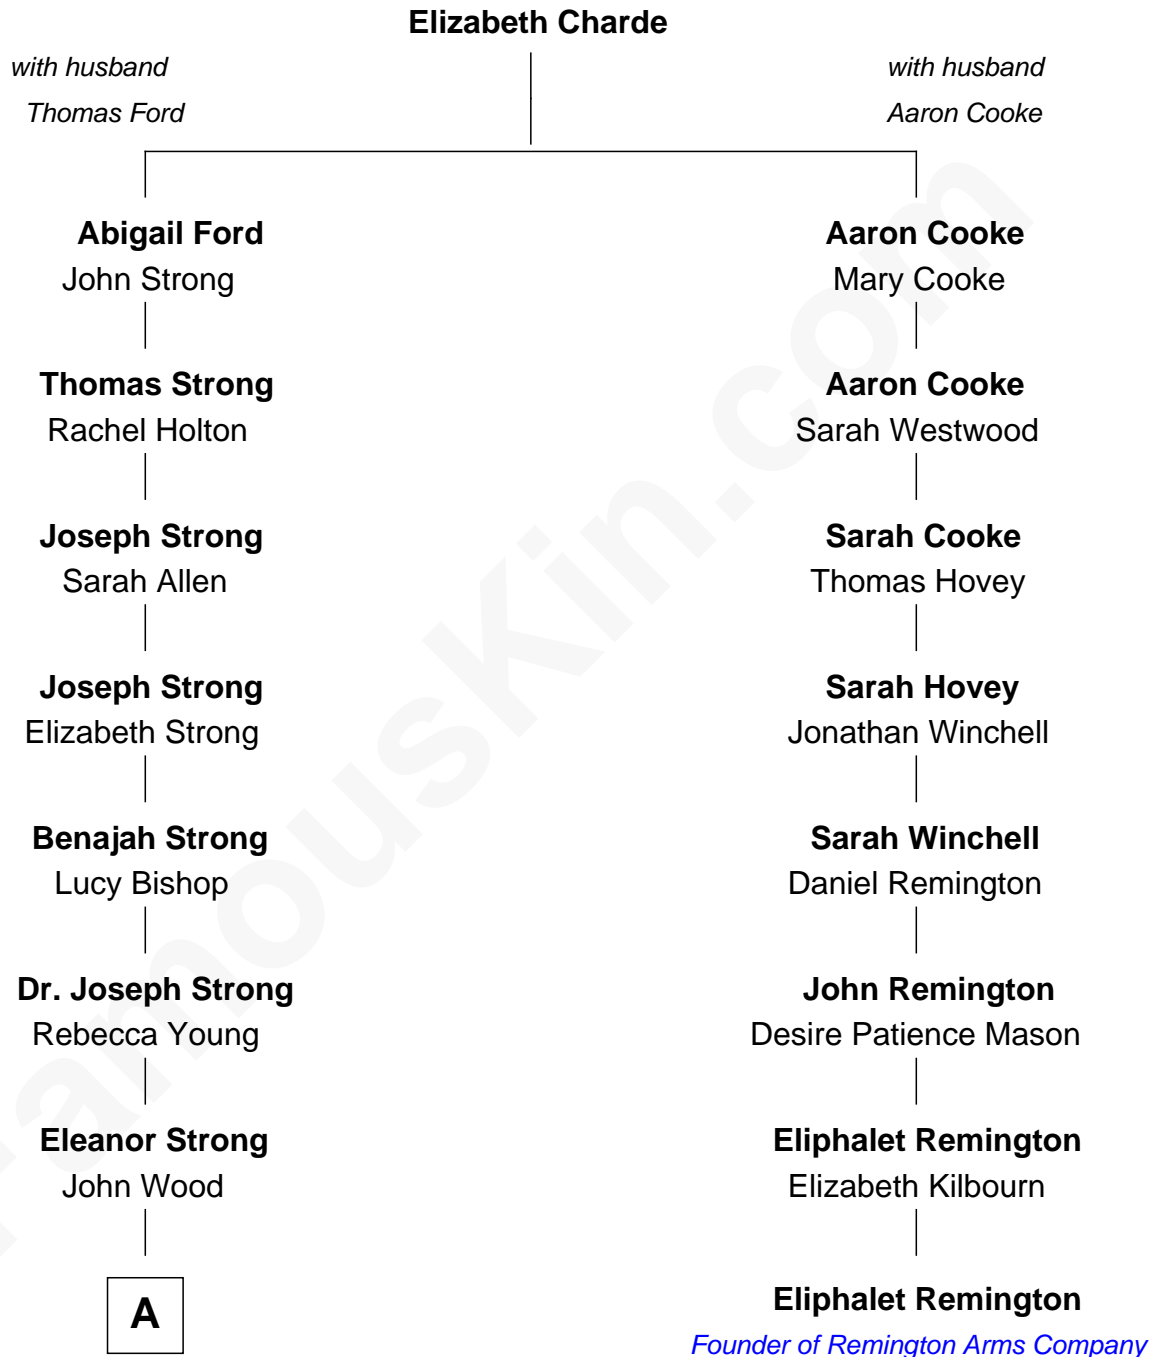 Elizabeth Charde
with husband
Thomas Ford
with husband
Aaron Cooke
Abigail Ford
John Strong
Aaron Cooke
Mary Cooke
Thomas Strong
Rachel Holton
Aaron Cooke
Sarah Westwood
Joseph Strong
Sarah Allen
Sarah Cooke
Thomas Hovey
Joseph Strong
Elizabeth Strong
Sarah Hovey
Jonathan Winchell
Benajah Strong
Lucy Bishop
Sarah Winchell
Daniel Remington
Dr. Joseph Strong
Rebecca Young
John Remington
Desire Patience Mason
Eleanor Strong
John Wood
Eliphalet Remington
Elizabeth Kilbourn
A
Eliphalet Remington
Founder of Remington Arms Company
FamousKin.com